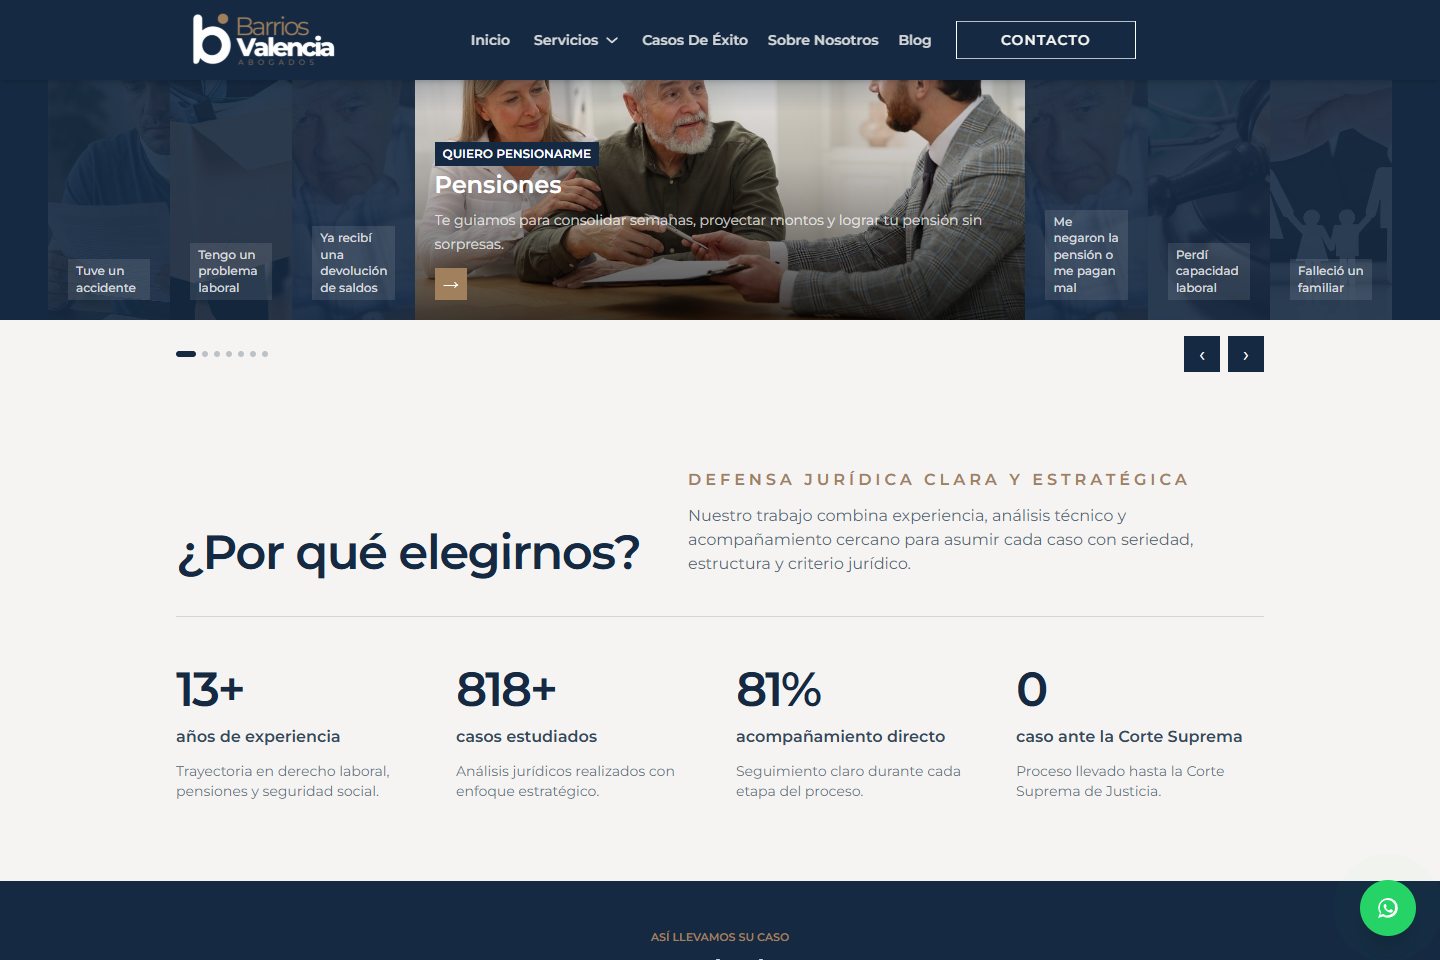 Barrios
Valencia
ABOGADOS
Inicio
Servicios
Casos De Éxito
Sobre Nosotros
Blog
CONTACTO
Tuve un
accidente
Tengo un
problema
laboral
Ya recibí
una
devolución
de saldos
QUIERO PENSIONARME
Pensiones
Te guiamos para consolidar semanas, proyectar montos y lograr tu pensión sin
sorpresas.
→
Me
negaron la
pensión o
me pagan
mal
Perdí
capacidad
laboral
Falleció un
familiar
‹ ›
DEFENSA JURÍDICA CLARA Y ESTRATÉGICA
¿Por qué elegirnos?
Nuestro trabajo combina experiencia, análisis técnico y
acompañamiento cercano para asumir cada caso con seriedad,
estructura y criterio jurídico.
13+
años de experiencia
Trayectoria en derecho laboral,
pensiones y seguridad social.
818+
casos estudiados
Análisis jurídicos realizados con
enfoque estratégico.
81%
acompañamiento directo
Seguimiento claro durante cada
etapa del proceso.
0
caso ante la Corte Suprema
Proceso llevado hasta la Corte
Suprema de Justicia.
ASÍ LLEVAMOS SU CASO